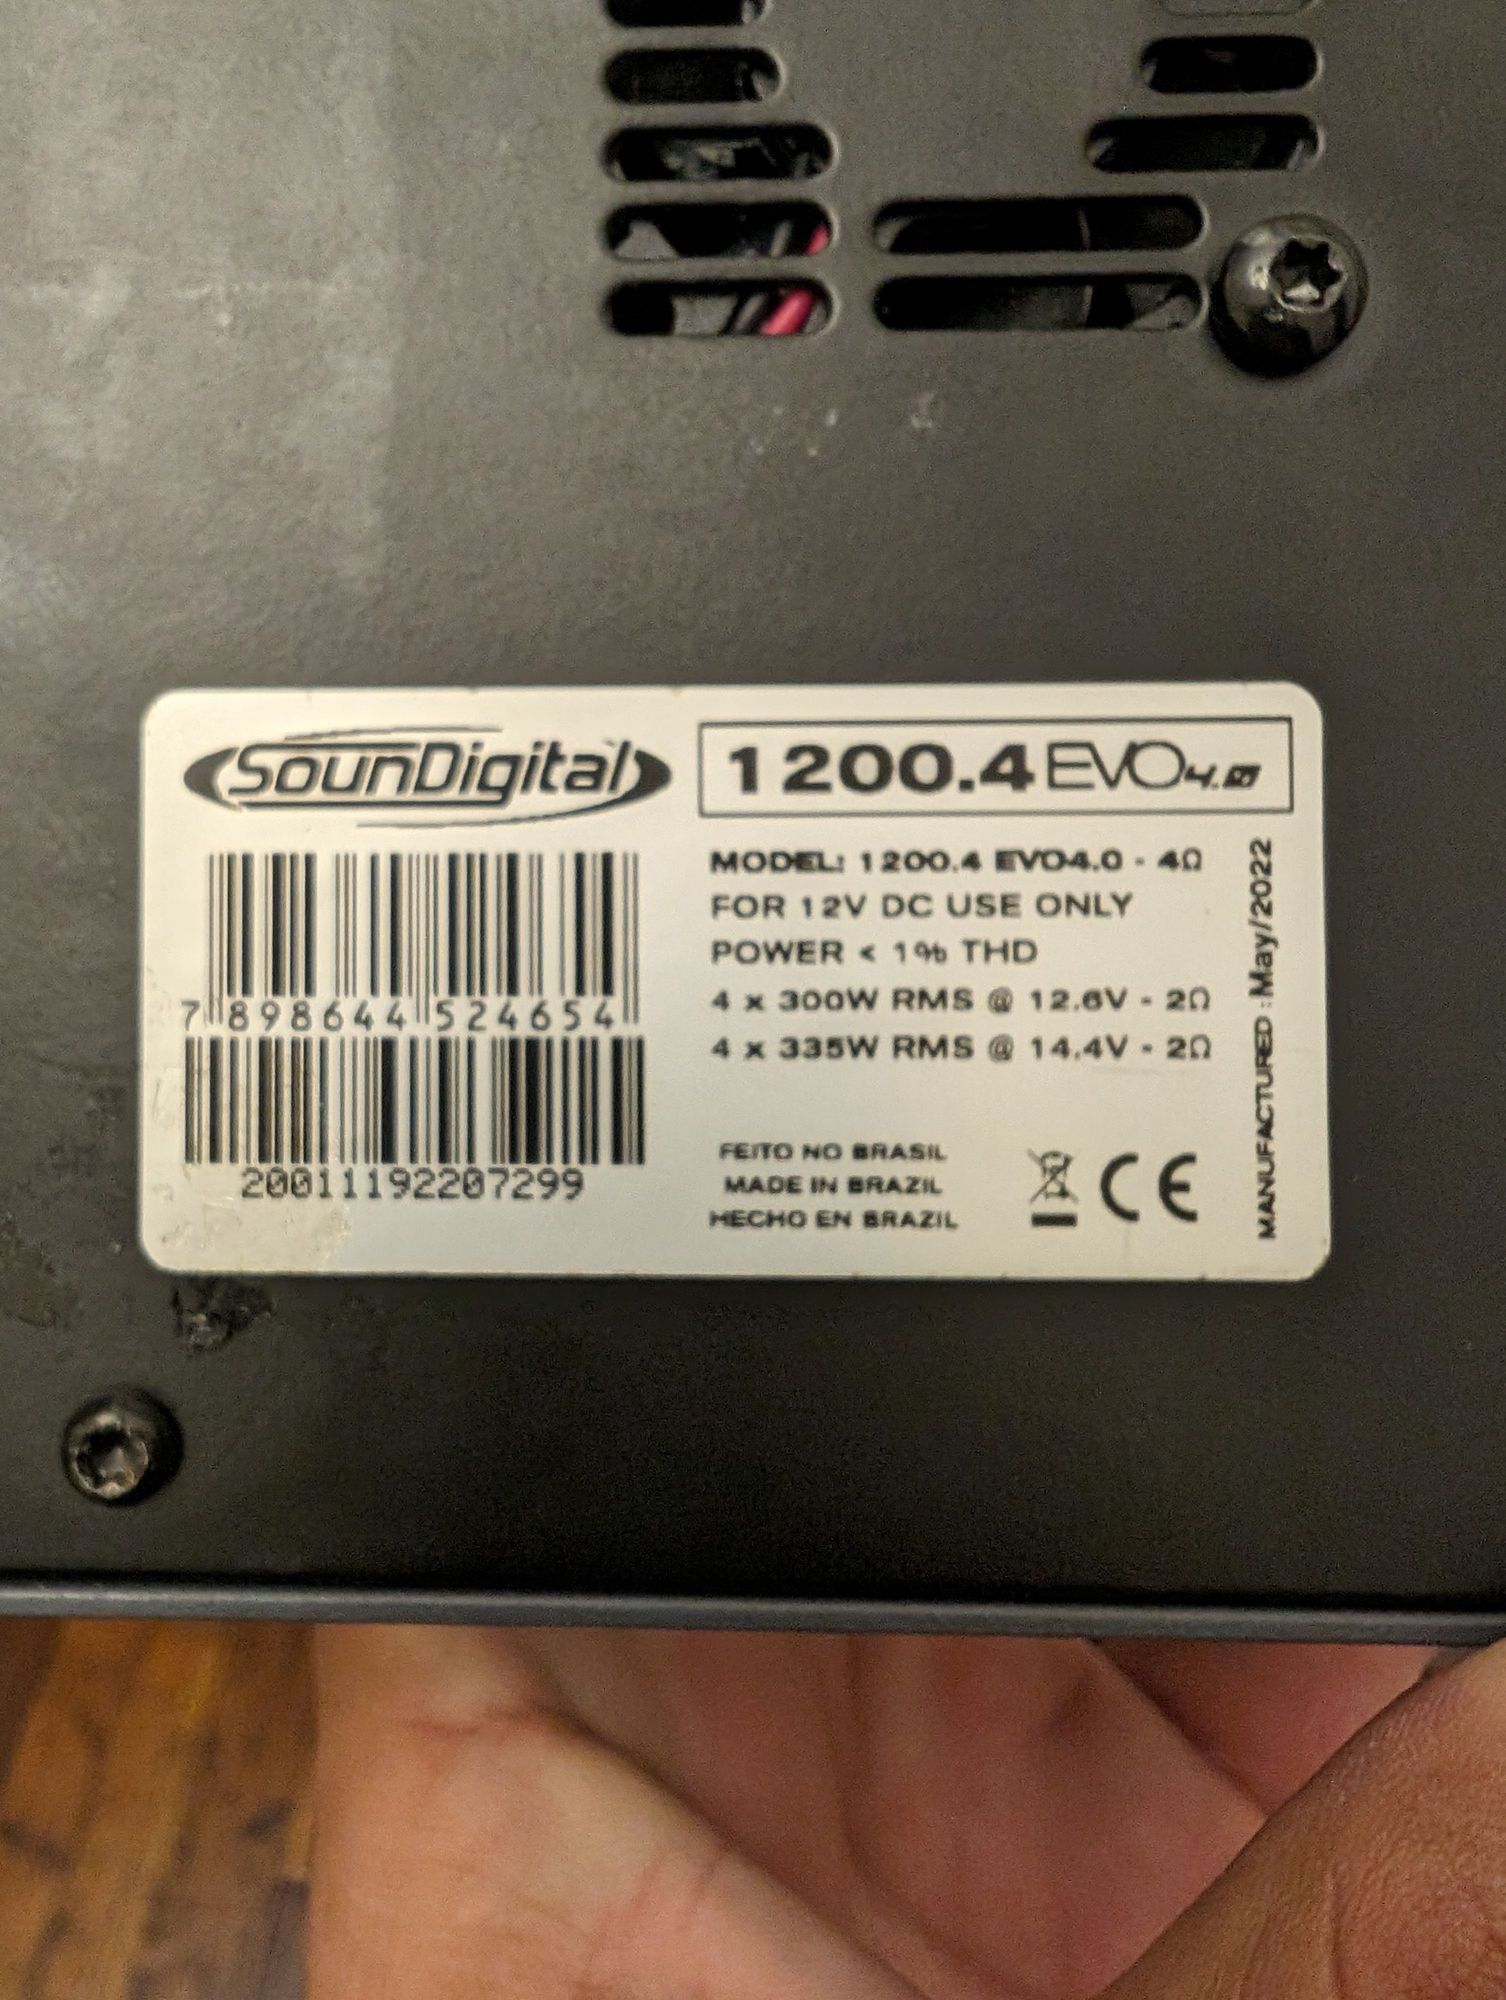 SounDigital
1200.4 EVO 4.0
7 898644 524654
20011192207299
MODEL: 1200.4 EVO4.0 - 4Ω
FOR 12V DC USE ONLY
POWER < 1% THD
4 x 300W RMS @ 12.6V - 2Ω
4 x 335W RMS @ 14.4V - 2Ω
FEITO NO BRASIL
MADE IN BRAZIL
HECHO EN BRAZIL
CE
MANUFACTURED :May/2022